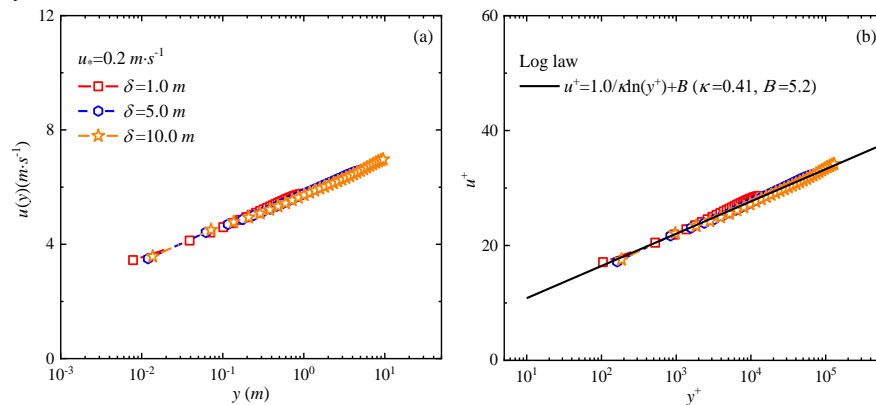 (a)
u*=0.2 m·s-1
δ=1.0 m
δ=5.0 m
δ=10.0 m
12
8
4
0
u(y)(m·s-1)
10-3
10-2
10-1
100
101
y (m)
(b)
Log law
u+=1.0/κln(y+)+B (κ=0.41, B=5.2)
60
40
20
0
u+
101
102
103
104
105
y+